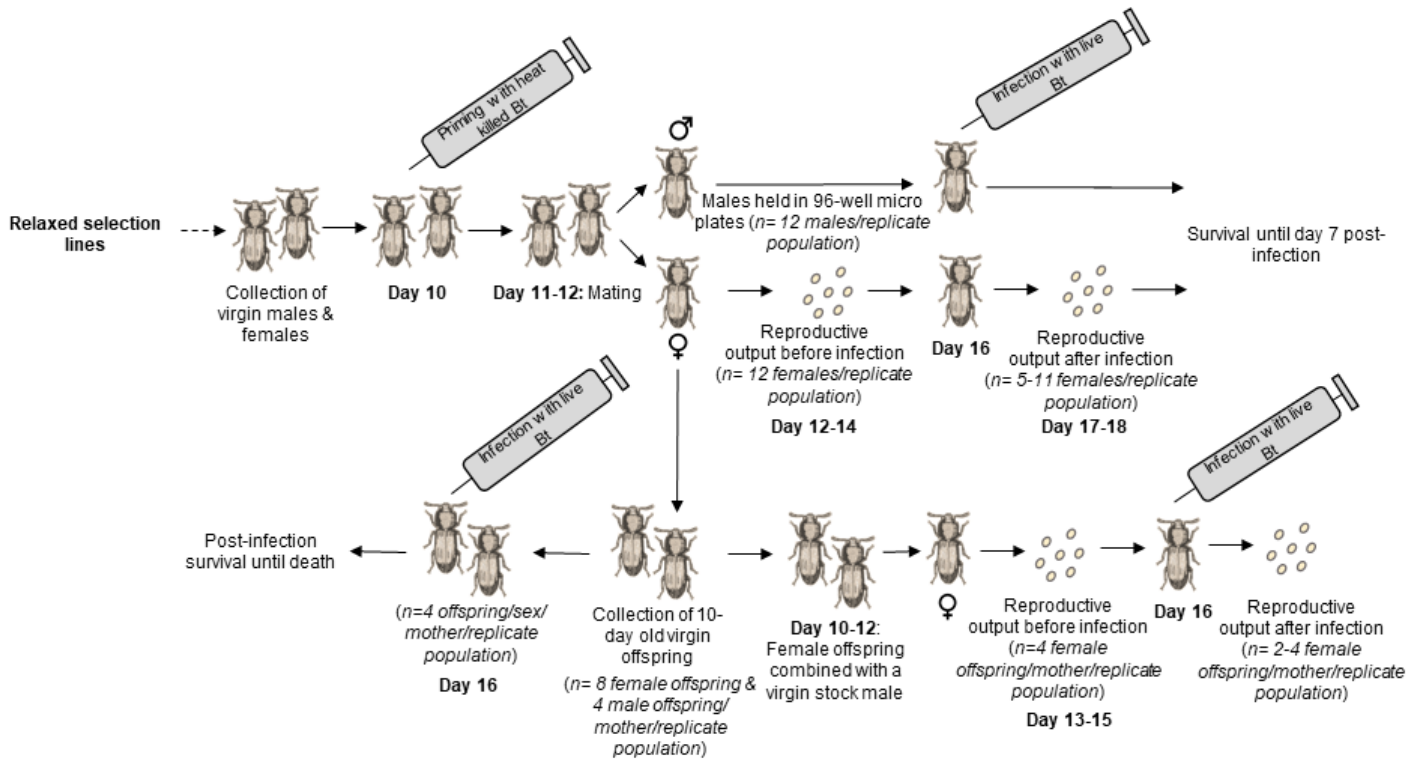 Priming with heat
killed Bt
Infection with live
Bt
♂
Relaxed selection
lines
Collection of
virgin males &
females
Day 10
Day 11-12: Mating
Males held in 96-well micro
plates (n= 12 males/replicate
population)
Survival until day 7 post-
infection
♀
Reproductive
output before infection
(n= 12 females/replicate
population)
Day 12-14
Day 16
Reproductive
output after infection
(n= 5-11 females/replicate
population)
Day 17-18
Infection with live
Bt
Infection with live
Bt
Post-infection
survival until death
(n=4 offspring/sex/
mother/replicate
population)
Day 16
Collection of 10-
day old virgin
offspring
(n= 8 female offspring &
4 male offspring/
mother/replicate
population)
Day 10-12:
Female offspring
combined with a
virgin stock male
♀
Reproductive
output before infection
(n=4 female
offspring/mother/replicate
population)
Day 13-15
Day 16
Reproductive
output after infection
(n= 2-4 female
offspring/mother/replicate
population)